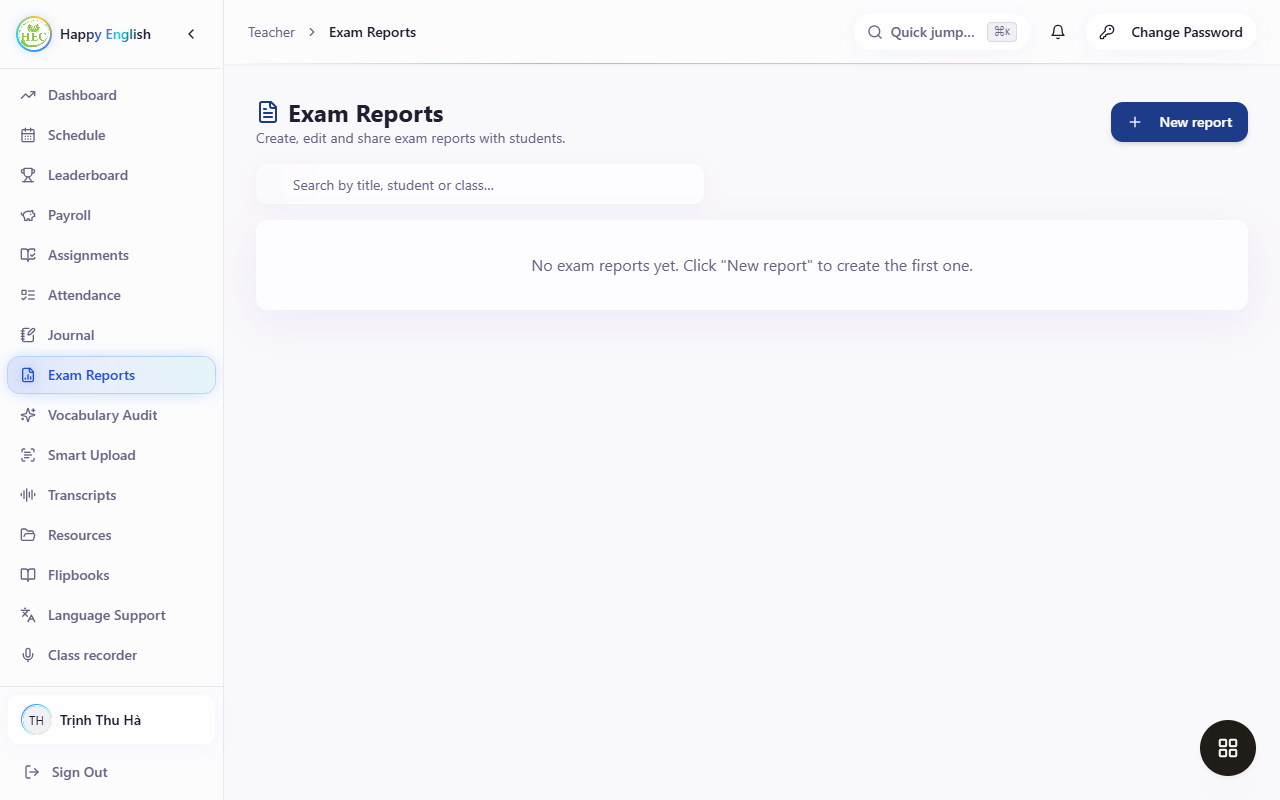 HEC
Happy English
Teacher
Exam Reports
Quick jump...
⌘K
Change Password
Dashboard
Schedule
Leaderboard
Payroll
Assignments
Attendance
Journal
Exam Reports
Vocabulary Audit
Smart Upload
Transcripts
Resources
Flipbooks
Language Support
Class recorder
TH
Trịnh Thu Hà
Sign Out
Exam Reports
Create, edit and share exam reports with students.
New report
Search by title, student or class...
No exam reports yet. Click "New report" to create the first one.